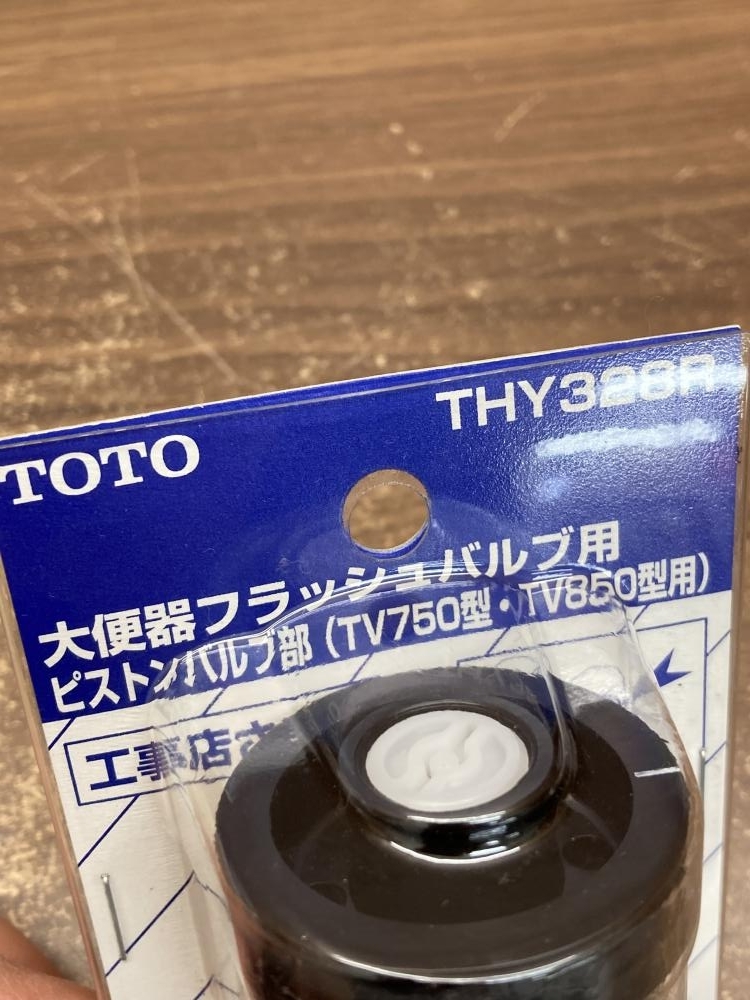 TOTO
THY328R
大便器フラッシュバルブ用
ピストンバルブ部 (TV750型・TV850型用)
工事店さ